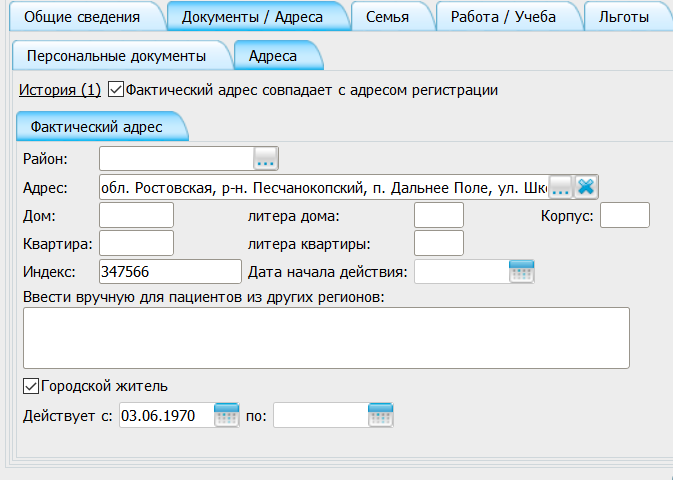 Общие сведения Документы / Адреса Семья Работа / Учеба Льготы
Персональные документы Адреса
История (1) Фактический адрес совпадает с адресом регистрации
Фактический адрес
Район: ...
Адрес: обл. Ростовская, р-н. Песчанокопский, п. Дальнее Поле, ул. Шк ...
Дом: литера дома: Корпус:
Квартира: литера квартиры:
Индекс: 347566 Дата начала действия:
Ввести вручную для пациентов из других регионов:
Городской житель
Действует с: 03.06.1970 по: